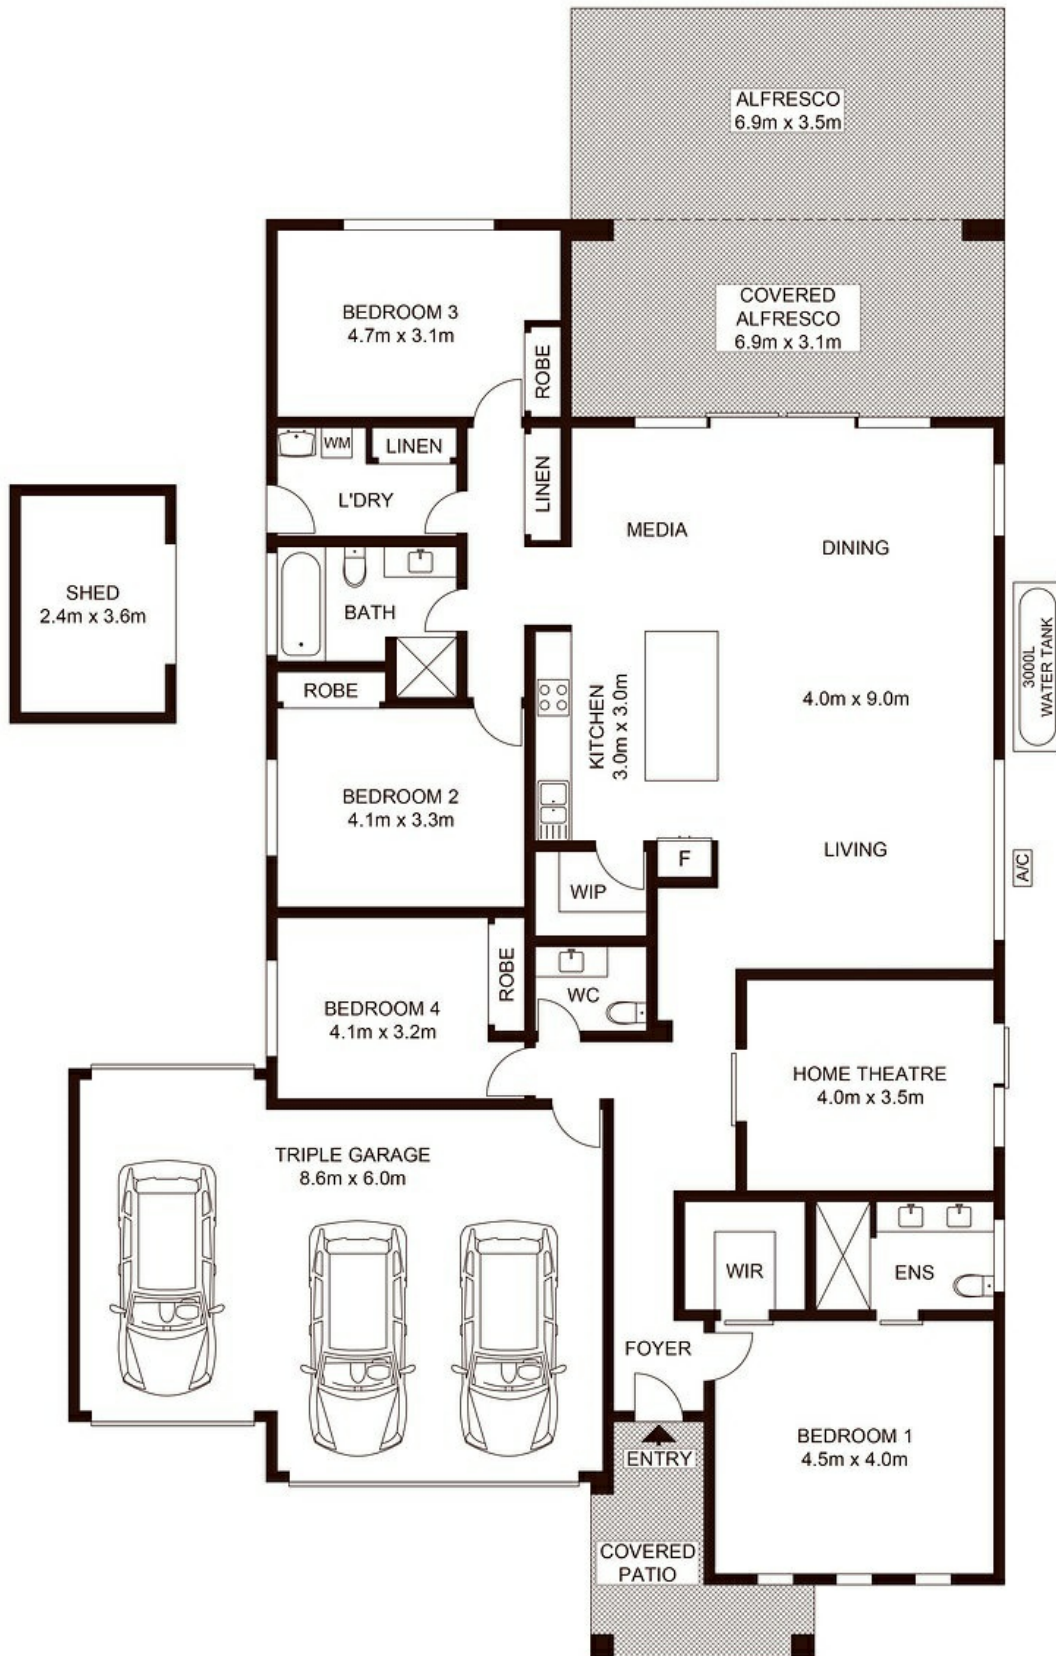 ALFRESCO
6.9m x 3.5m
COVERED
ALFRESCO
6.9m x 3.1m
BEDROOM 3
4.7m x 3.1m
ROBE
WM
LINEN
LINEN
L'DRY
MEDIA
DINING
SHED
2.4m x 3.6m
BATH
3000L
WATER TANK
ROBE
KITCHEN
3.0m x 3.0m
4.0m x 9.0m
BEDROOM 2
4.1m x 3.3m
LIVING
F
A/C
WIP
ROBE
WC
BEDROOM 4
4.1m x 3.2m
HOME THEATRE
4.0m x 3.5m
TRIPLE GARAGE
8.6m x 6.0m
WIR
ENS
FOYER
BEDROOM 1
4.5m x 4.0m
ENTRY
COVERED
PATIO